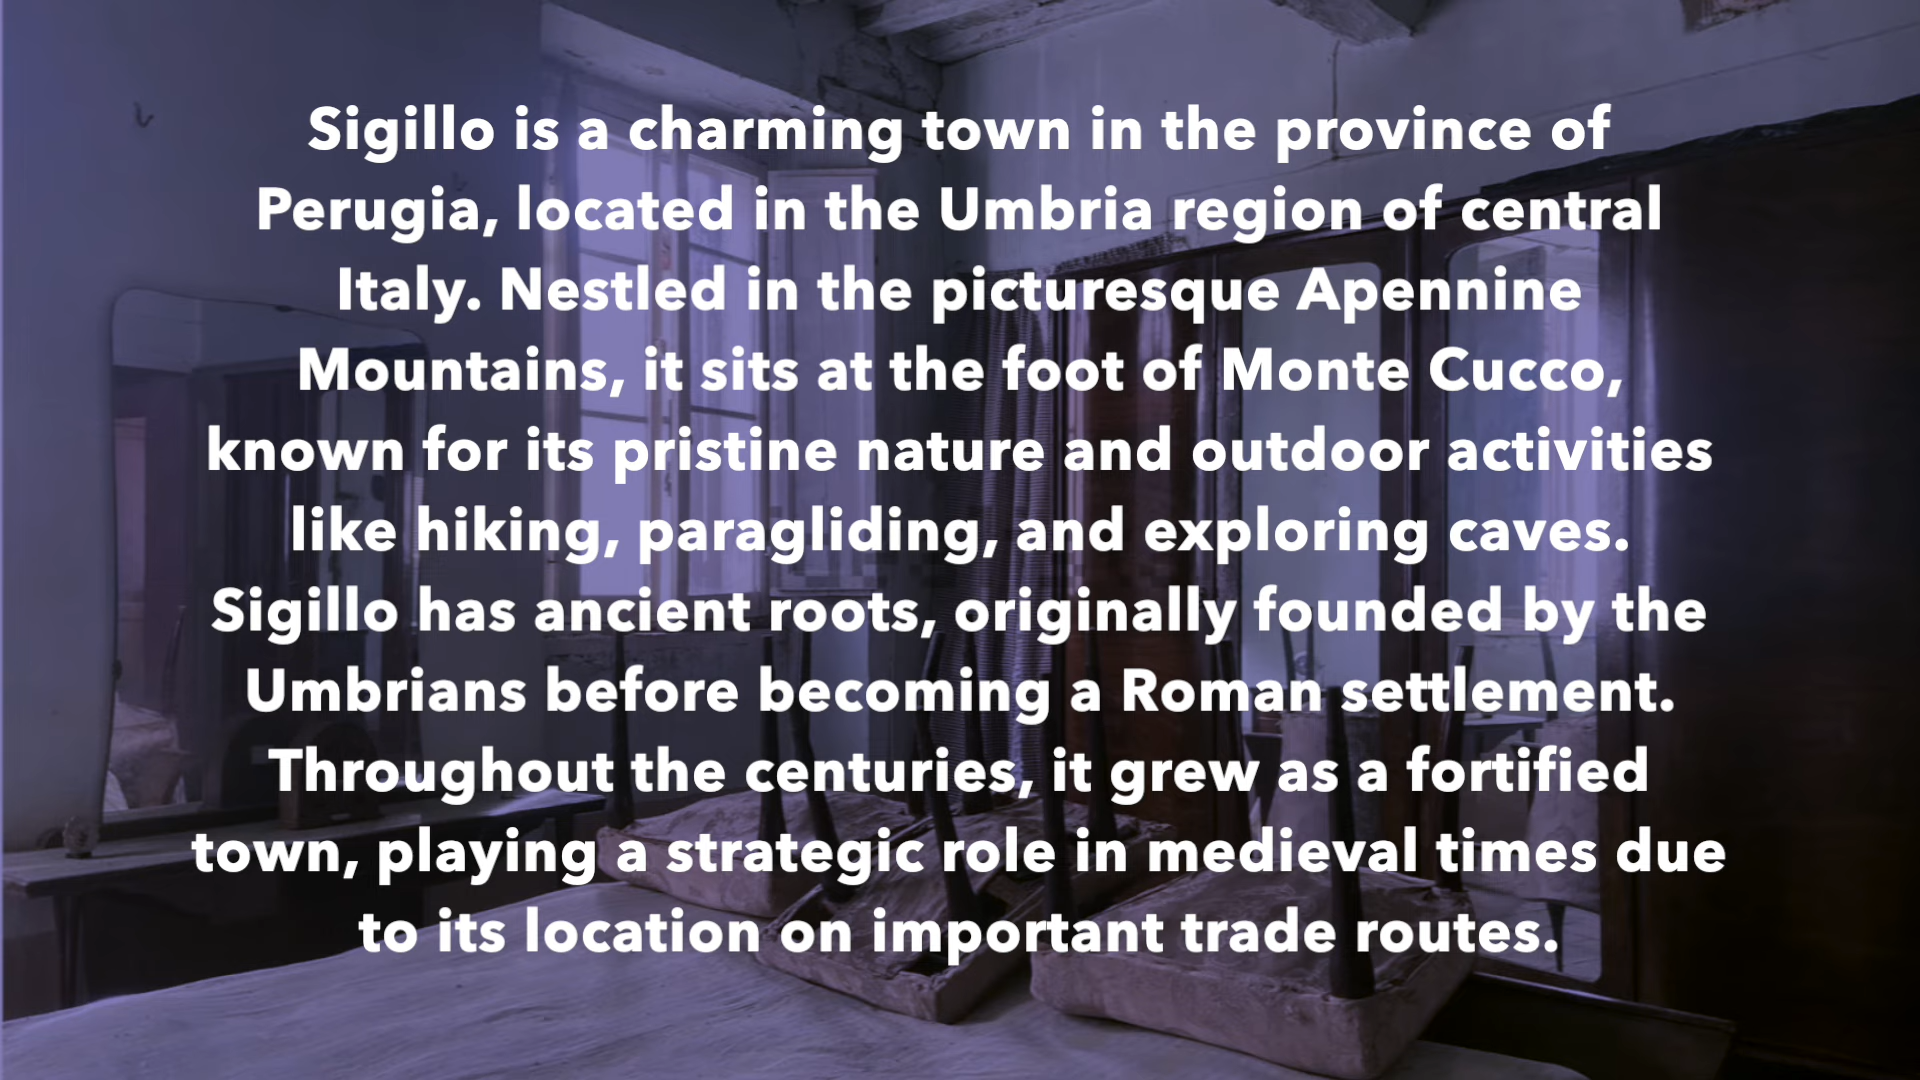 Sigillo is a charming town in the province of
Perugia, located in the Umbria region of central
Italy. Nestled in the picturesque Apennine
Mountains, it sits at the foot of Monte Cucco,
known for its pristine nature and outdoor activities
like hiking, paragliding, and exploring caves.
Sigillo has ancient roots, originally founded by the
Umbrians before becoming a Roman settlement.
Throughout the centuries, it grew as a fortified
town, playing a strategic role in medieval times due
to its location on important trade routes.